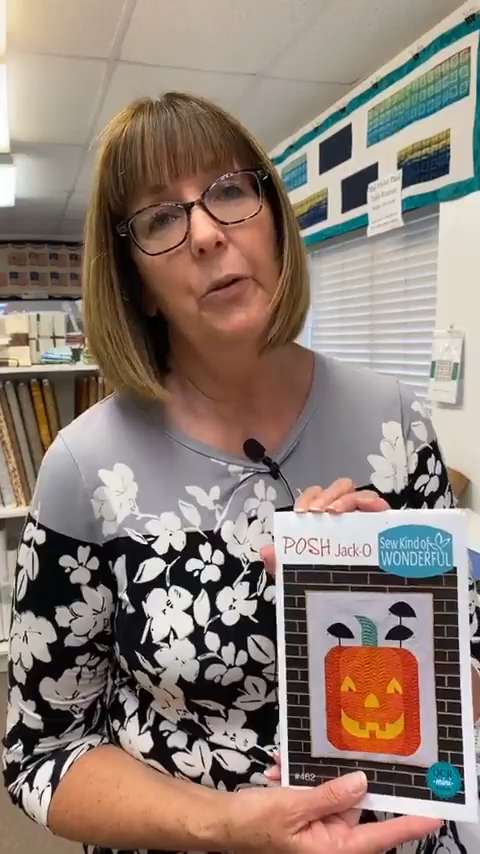 POSH Jack-O
Sew Kind of
WONDERFUL
#462
QCR
mini